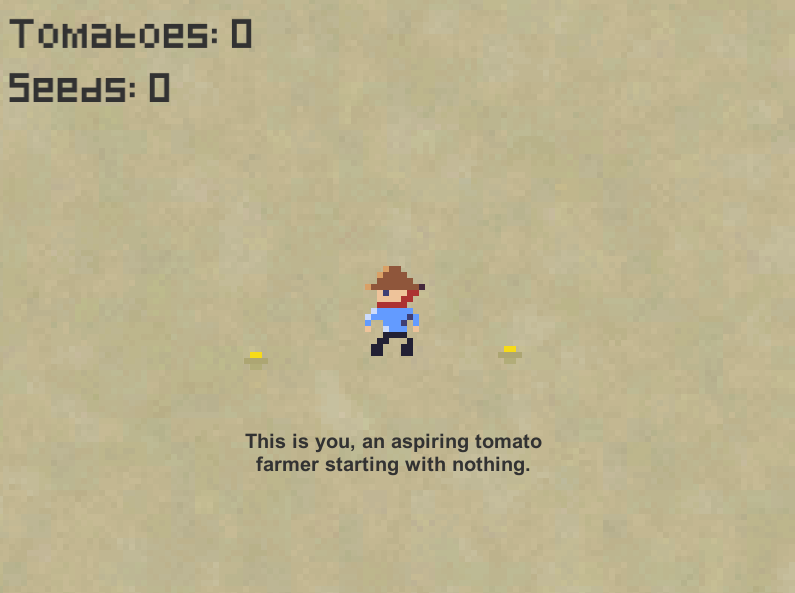 Tomatoes: 0
Seeds: 0
This is you, an aspiring tomato
farmer starting with nothing.